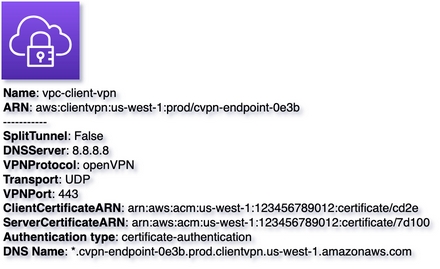 Name: vpc-client-vpn
ARN: aws:clientvpn:us-west-1:prod/cvpn-endpoint-0e3b
-----------
SplitTunnel: False
DNSServer: 8.8.8.8
VPNProtocol: openVPN
Transport: UDP
VPNPort: 443
ClientCertificateARN: arn:aws:acm:us-west-1:123456789012:certificate/cd2e
ServerCertificateARN: arn:aws:acm:us-west-1:123456789012:certificate/7d100
Authentication type: certificate-authentication
DNS Name: *.cvpn-endpoint-0e3b.prod.clientvpn.us-west-1.amazonaws.com